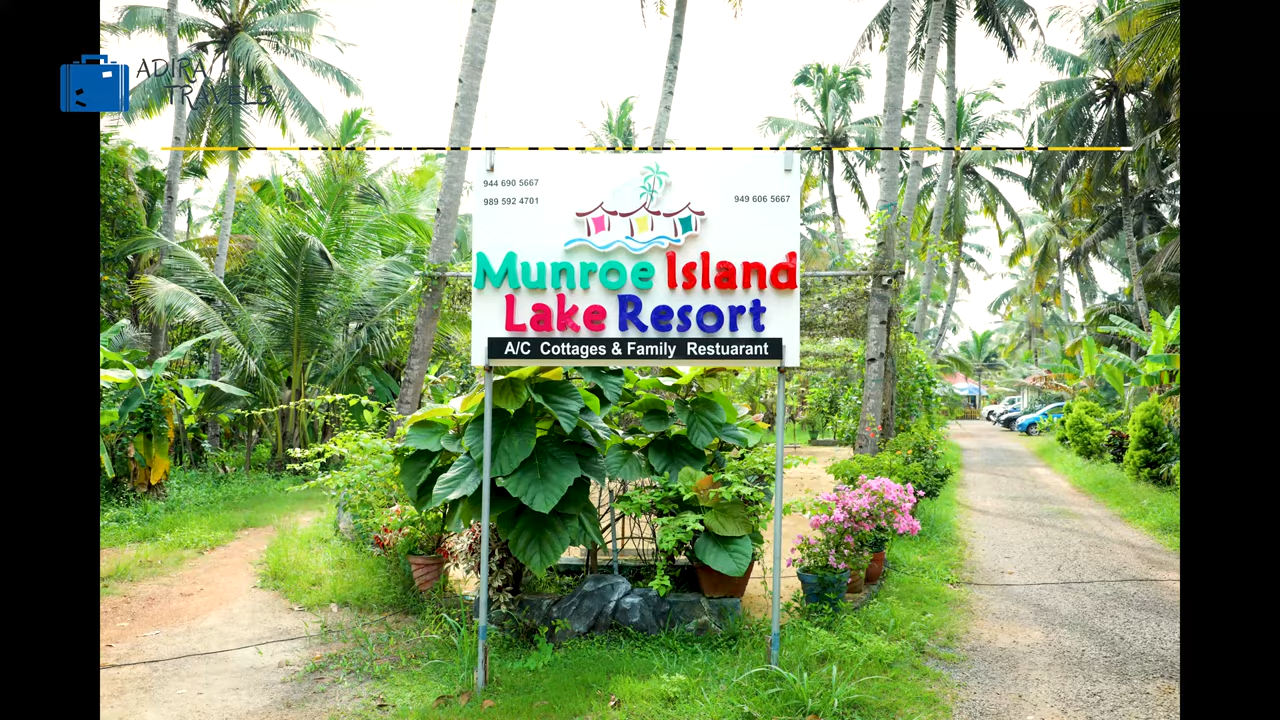 ADIRA
TRAVELS
944 690 5667
989 592 4701
949 606 5667
Munroe Island
Lake Resort
A/C Cottages & Family Restuarant